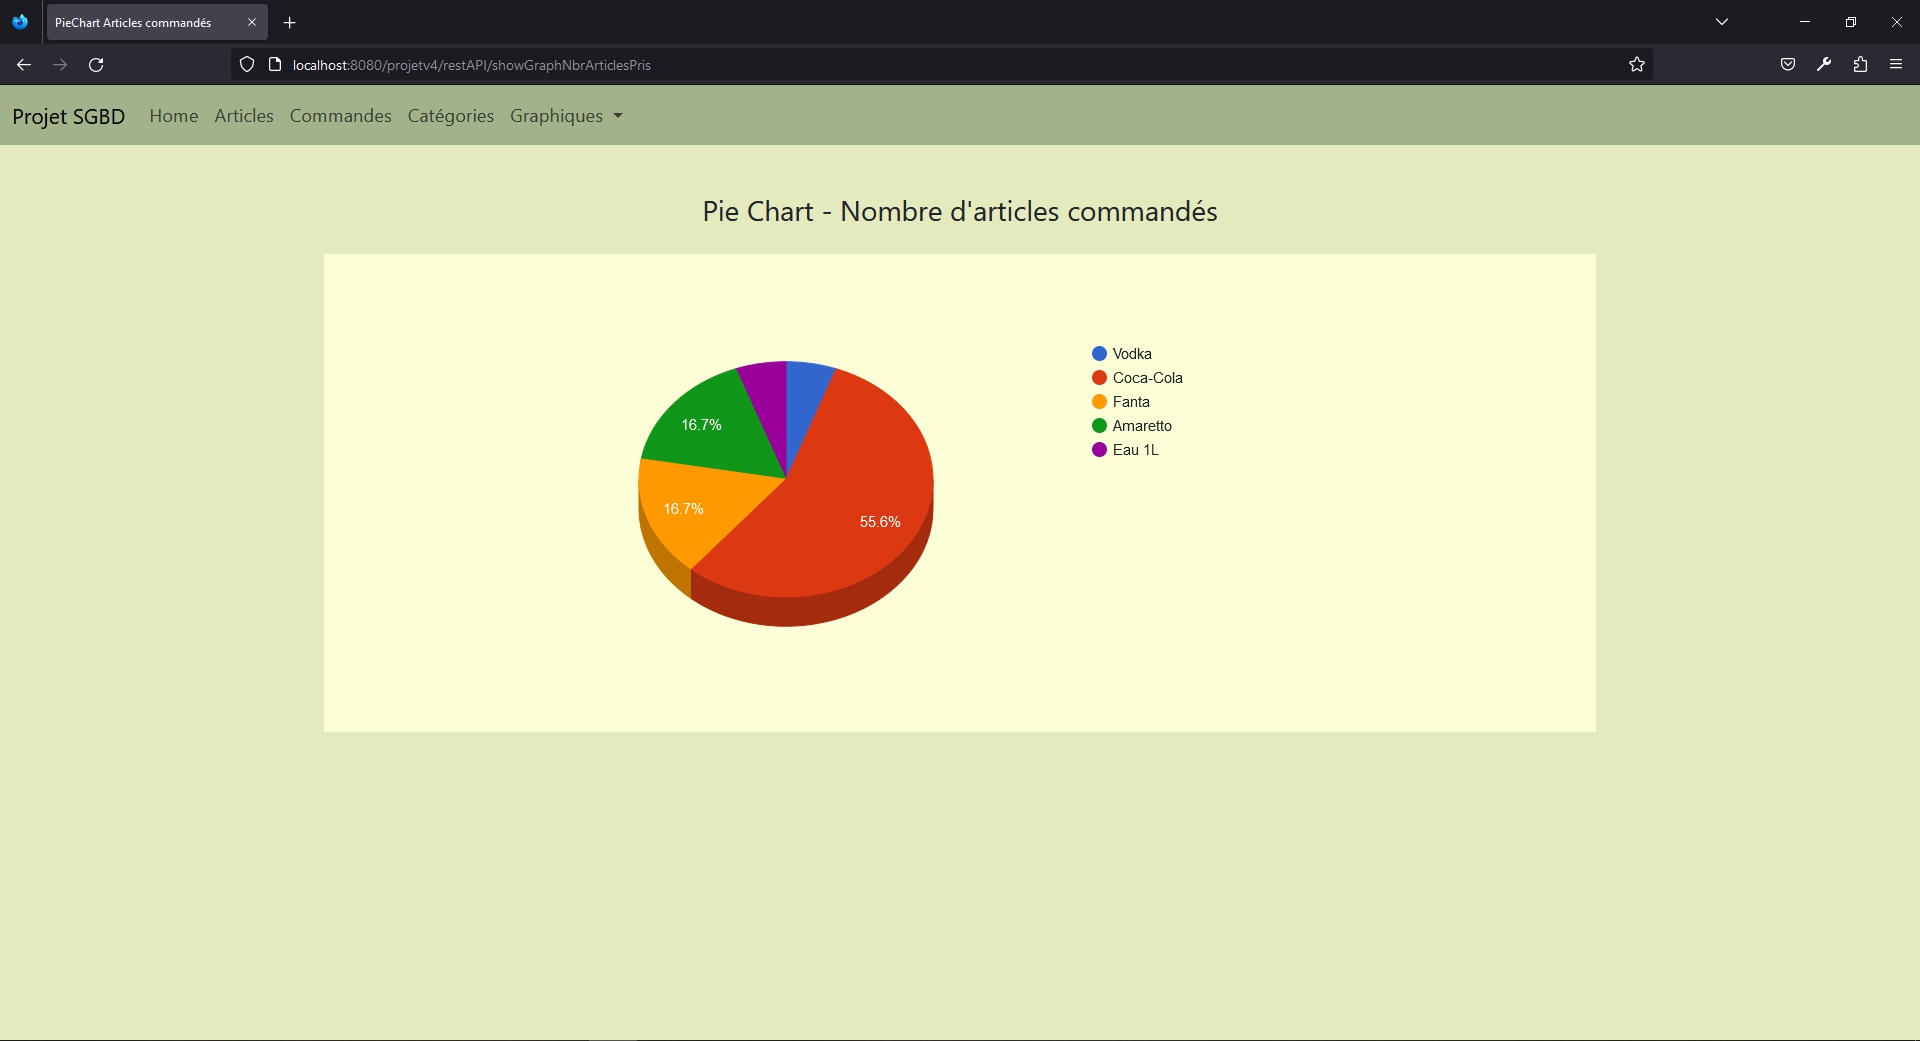 PieChart Articles commandés
localhost:8080/projetv4/restAPI/showGraphNbrArticlesPris
Projet SGBD Home Articles Commandes Catégories Graphiques
Pie Chart - Nombre d'articles commandés
Vodka
Coca-Cola
Fanta
Amaretto
Eau 1L
16.7%
16.7%
55.6%